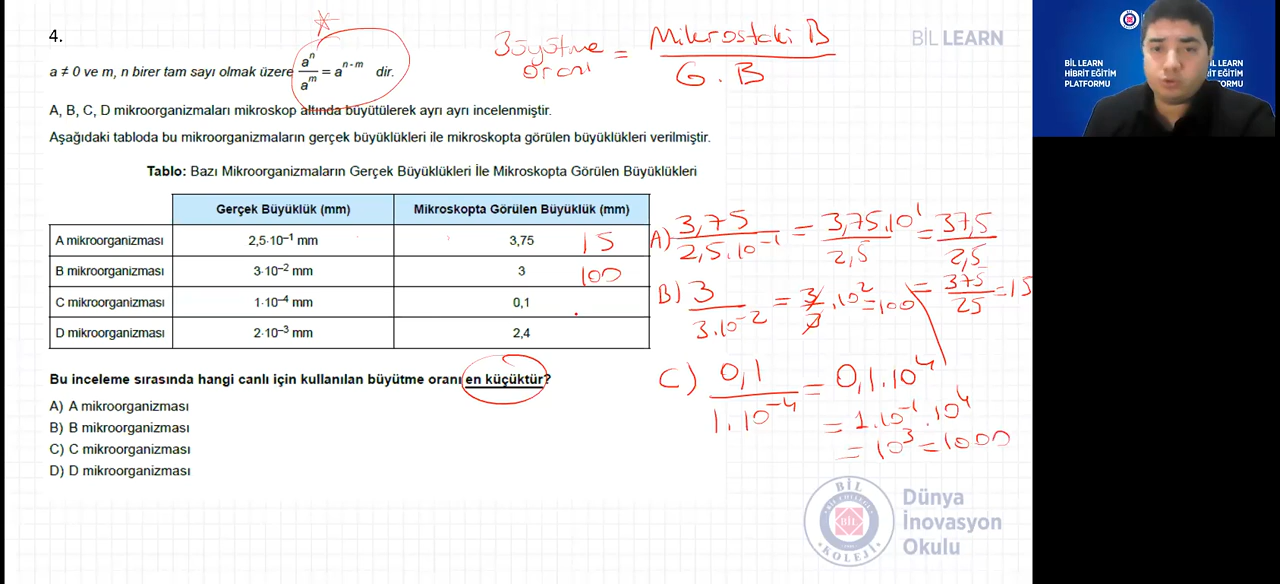 4.
a ≠ 0 ve m, n birer tam sayı olmak üzere aⁿ/aᵐ = aⁿ⁻ᵐ dir.
A, B, C, D mikroorganizmaları mikroskop altında büyütülerek ayrı ayrı incelenmiştir.
Aşağıdaki tabloda bu mikroorganizmaların gerçek büyüklükleri ile mikroskopta görülen büyüklükleri verilmiştir.
Büyütme oranı = Mikrostaki B / G.B
BİL LEARN
BİL LEARN
HİBRİT EĞİTİM
PLATFORMU
Tablo: Bazı Mikroorganizmaların Gerçek Büyüklükleri İle Mikroskopta Görülen Büyüklükleri
Gerçek Büyüklük (mm) Mikroskopta Görülen Büyüklük (mm)
A mikroorganizması 2,5·10⁻¹ mm 3,75 15
B mikroorganizması 3·10⁻² mm 3 100
C mikroorganizması 1·10⁻⁴ mm 0,1
D mikroorganizması 2·10⁻³ mm 2,4
A) 3,75 / 2,5.10⁻¹ = 3,75.10¹ / 2,5 = 37,5 / 2,5
= 375 / 25 = 15
B) 3 / 3.10⁻² = 3/3 .10² = 100
C) 0,1 / 1.10⁻⁴ = 0,1.10⁴
= 1.10⁻¹.10⁴
= 10³ = 1000
Bu inceleme sırasında hangi canlı için kullanılan büyütme oranı en küçüktür?
A) A mikroorganizması
B) B mikroorganizması
C) C mikroorganizması
D) D mikroorganizması
BİL
KOLEJİ
BİL
Dünya
İnovasyon
Okulu